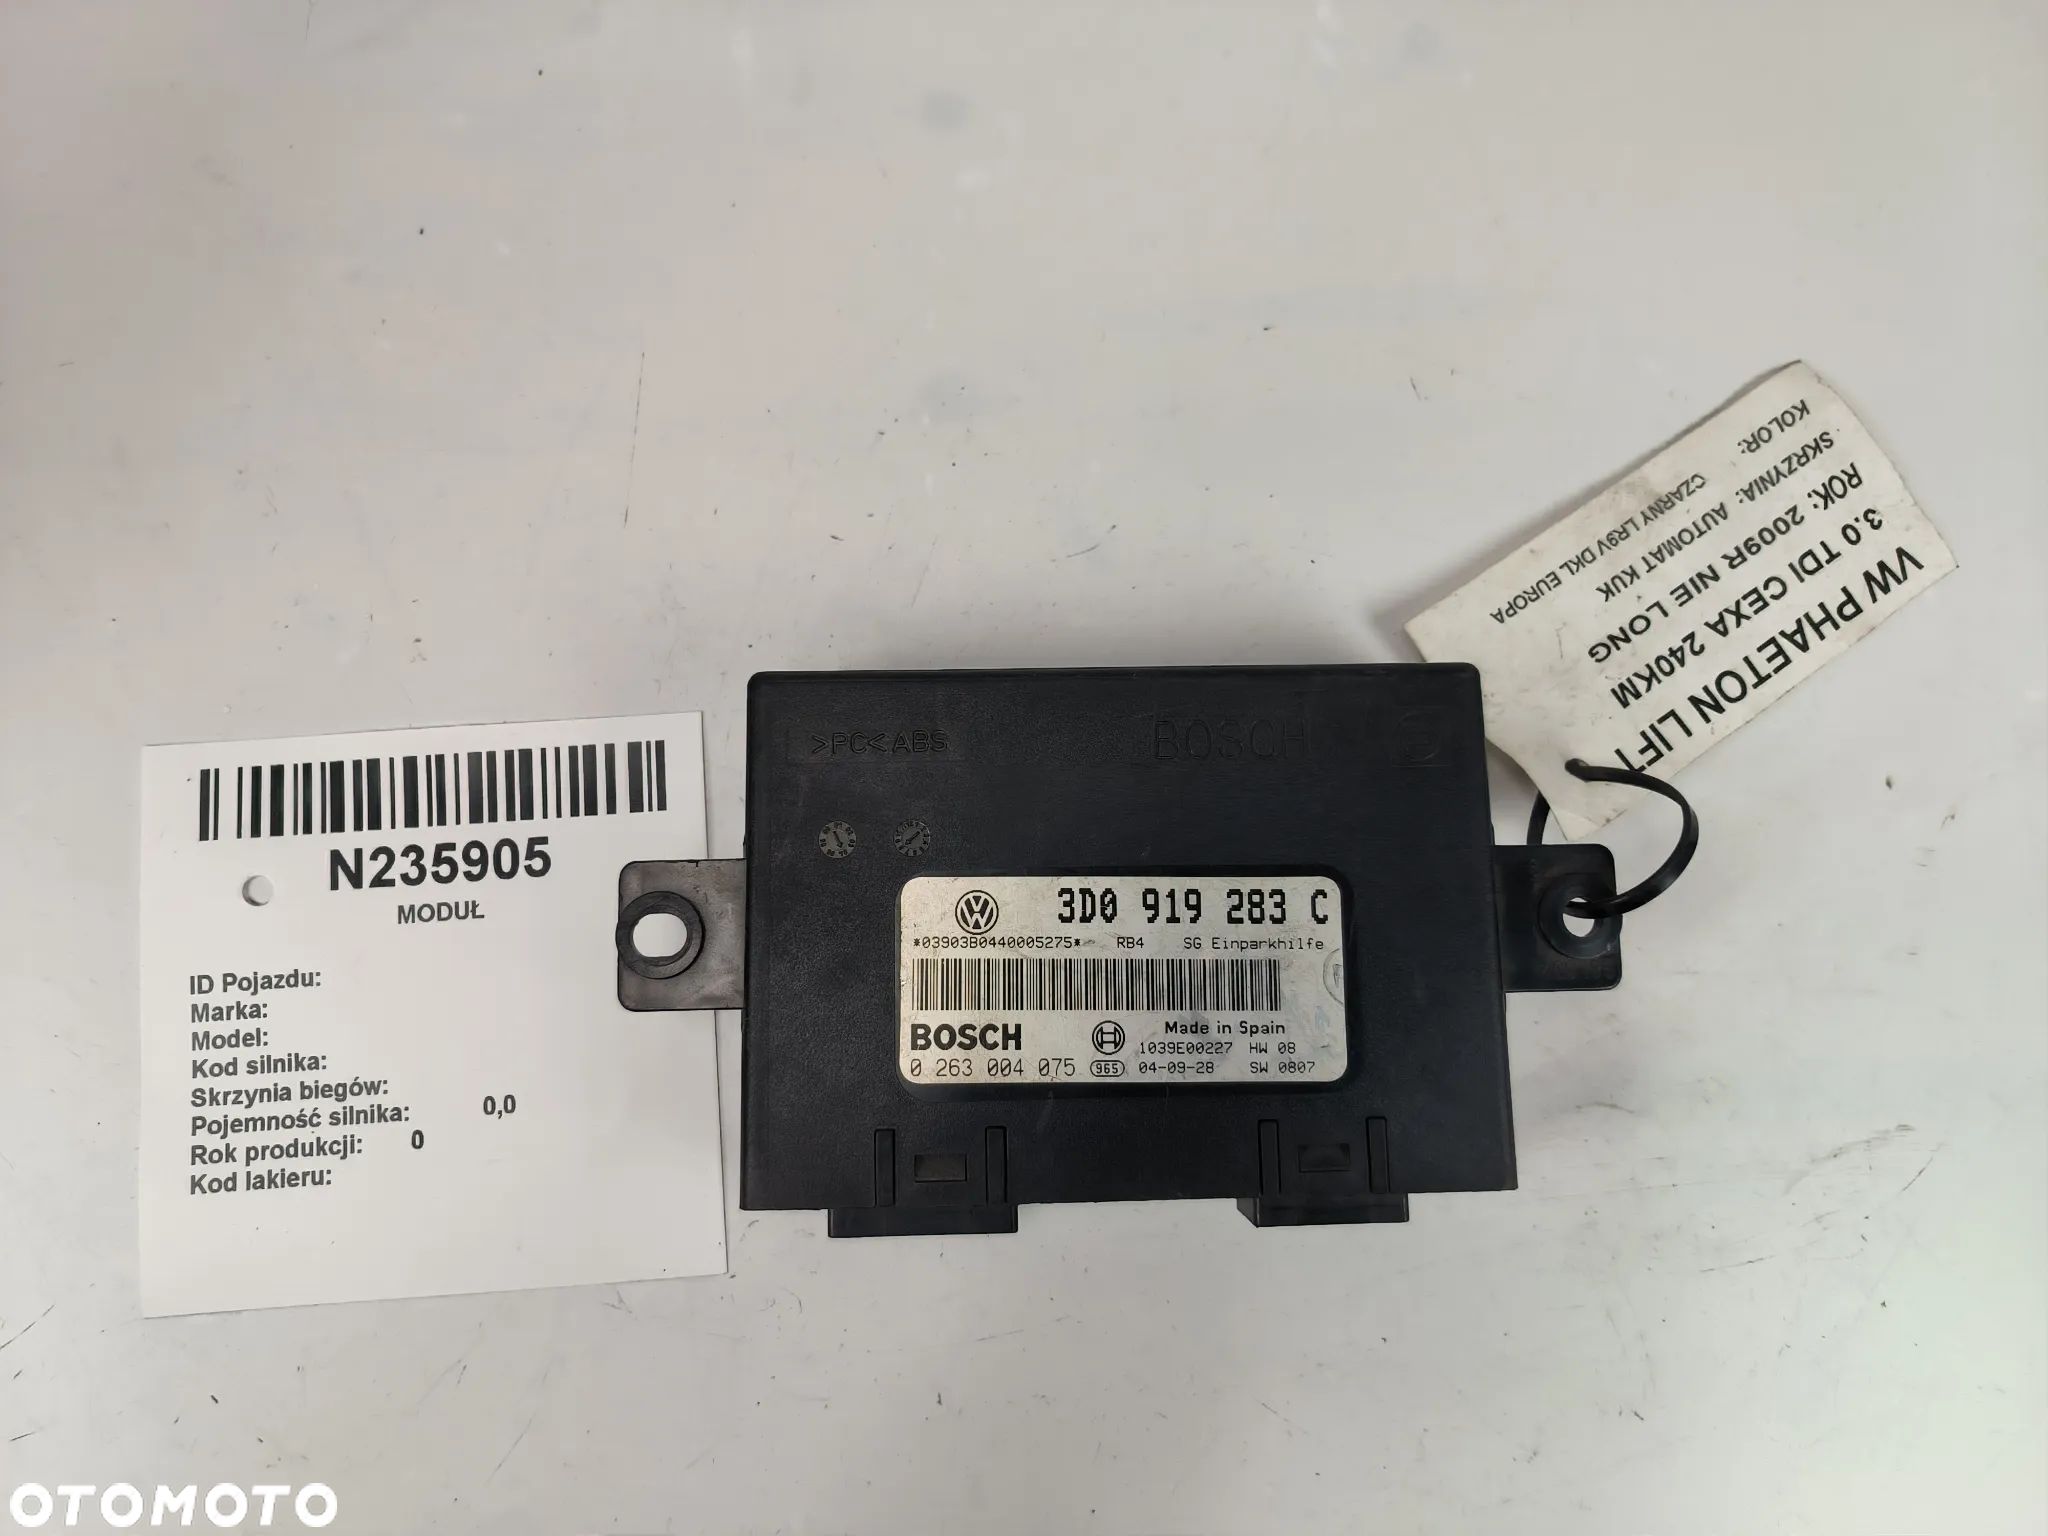 VW PHAETON LIFT
3.0 TDI CEXA 240KM
ROK: 2009R NIE LONG
SKRZYNIA: AUTOMAT KUK
KOLOR: CZARNY LR9V DKL EUROPA
>PC<ABS
BOSCH
N235905
MODUŁ
ID Pojazdu:
Marka:
Model:
Kod silnika:
Skrzynia biegów:
Pojemność silnika: 0,0
Rok produkcji: 0
Kod lakieru:
3D0 919 283 C
*03903B0440005275* RB4 SG Einparkhilfe
BOSCH
Made in Spain
1039E00227 HW 08
0 263 004 075 965 04-09-28 SW 0807
OTOMOTO